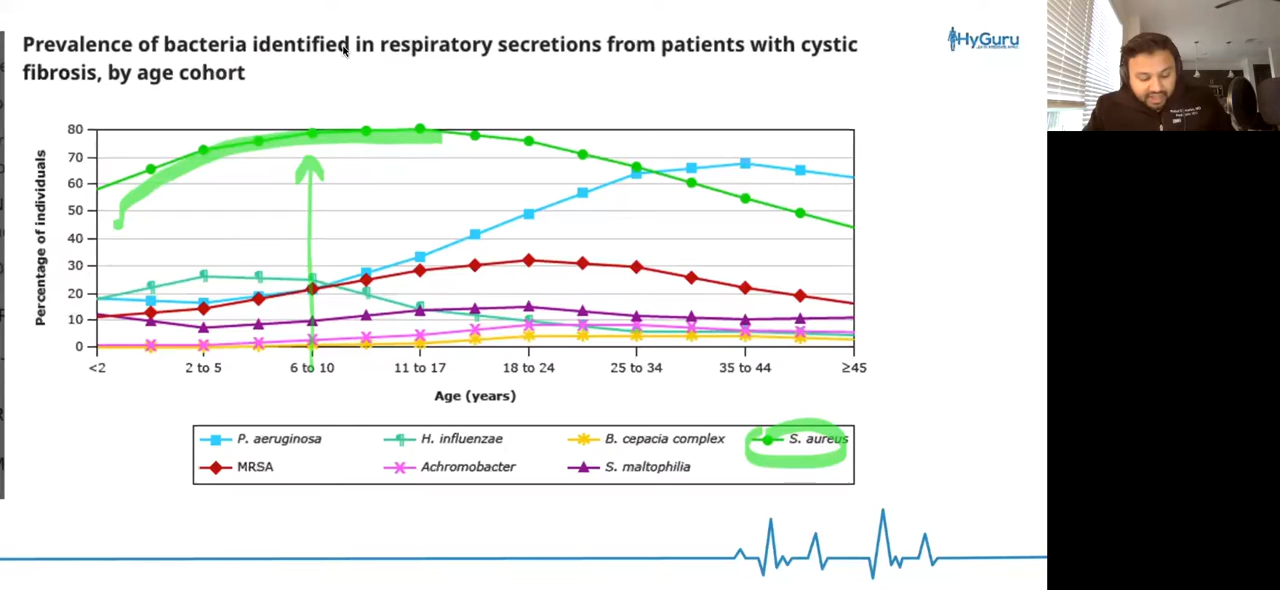 Prevalence of bacteria identified in respiratory secretions from patients with cystic
fibrosis, by age cohort
HyGuru
Percentage of individuals
80
70
60
50
40
30
20
10
0
<2
2 to 5
6 to 10
11 to 17
18 to 24
25 to 34
35 to 44
≥45
Age (years)
P. aeruginosa
H. influenzae
B. cepacia complex
S. aureus
MRSA
Achromobacter
S. maltophilia